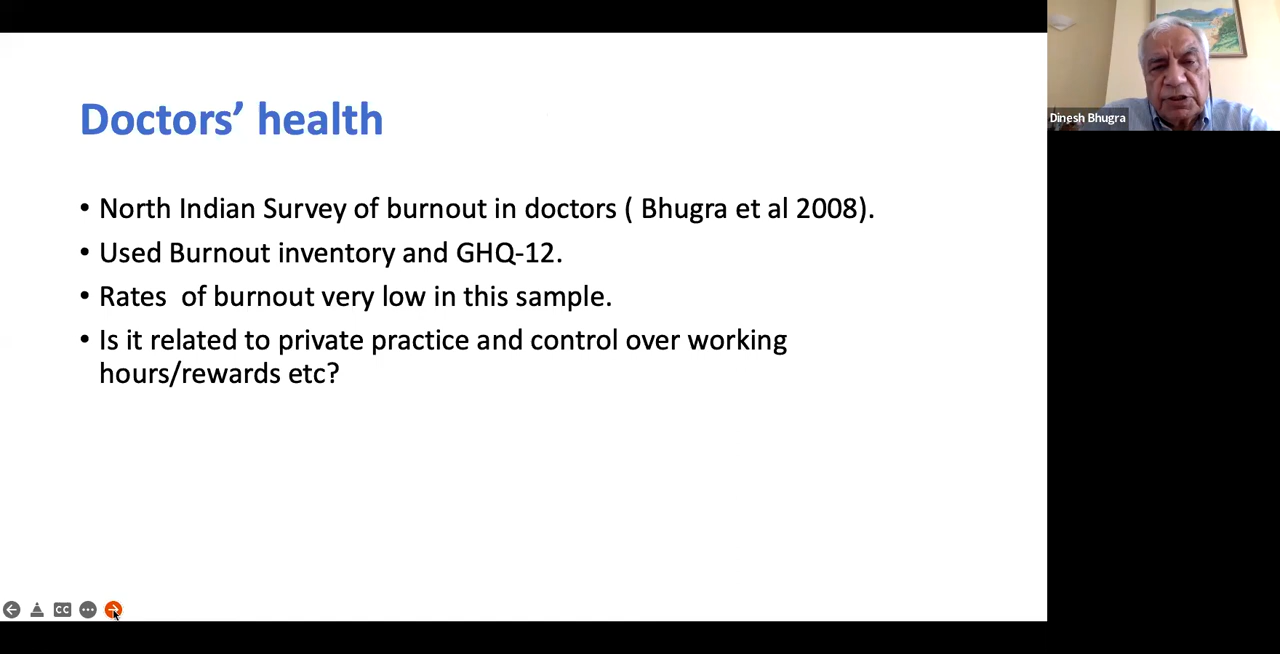 Doctors’ health
• North Indian Survey of burnout in doctors ( Bhugra et al 2008).
• Used Burnout inventory and GHQ-12.
• Rates  of burnout very low in this sample.
• Is it related to private practice and control over working
hours/rewards etc?
Dinesh Bhugra
CC